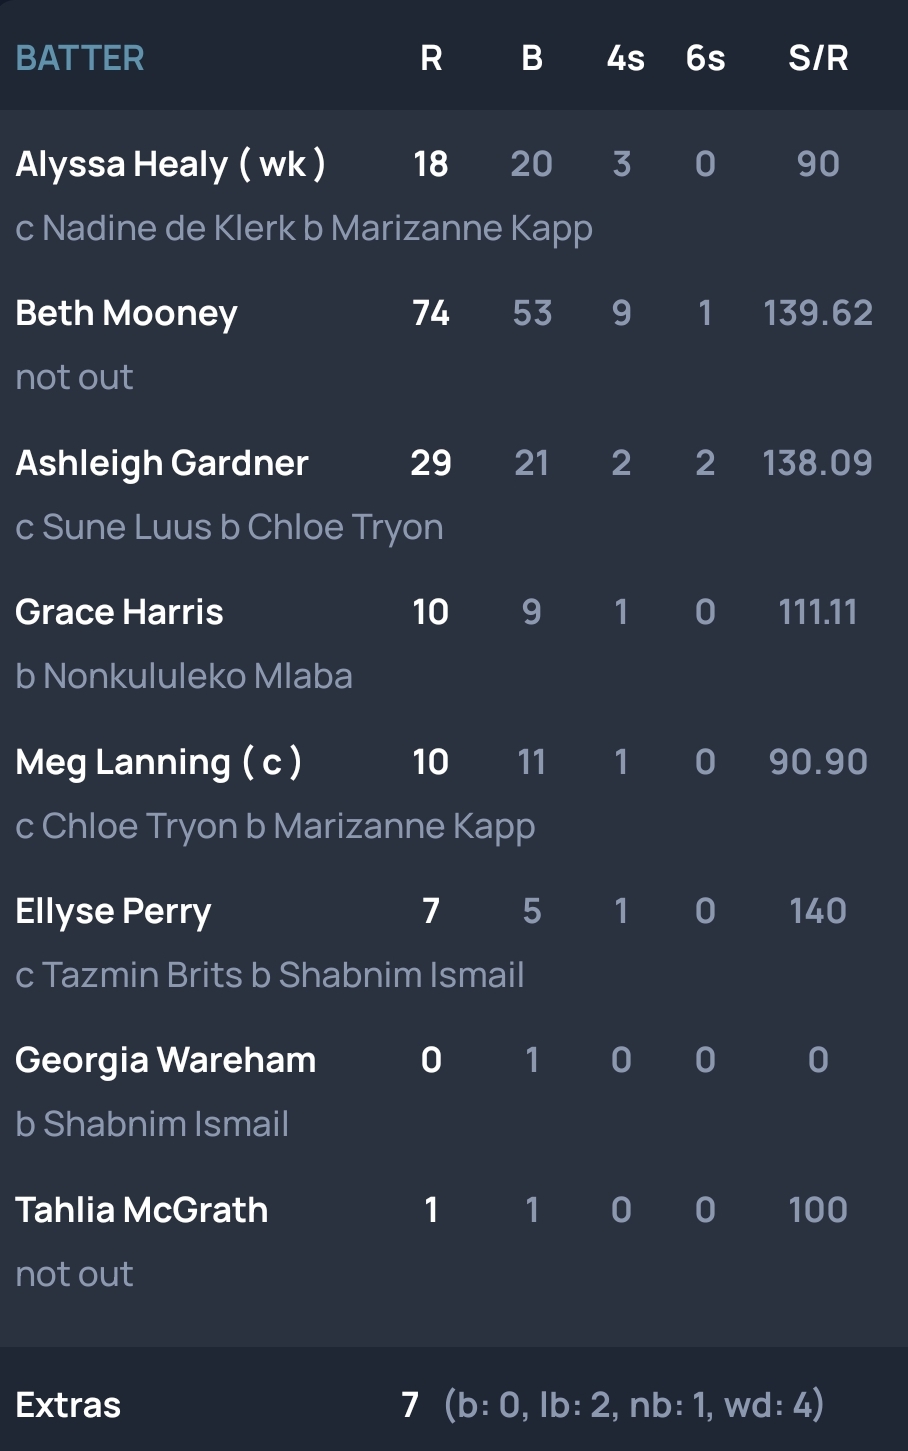 BATTER R B 4s 6s S/R
Alyssa Healy ( wk ) 18 20 3 0 90
c Nadine de Klerk b Marizanne Kapp
Beth Mooney 74 53 9 1 139.62
not out
Ashleigh Gardner 29 21 2 2 138.09
c Sune Luus b Chloe Tryon
Grace Harris 10 9 1 0 111.11
b Nonkululeko Mlaba
Meg Lanning ( c ) 10 11 1 0 90.90
c Chloe Tryon b Marizanne Kapp
Ellyse Perry 7 5 1 0 140
c Tazmin Brits b Shabnim Ismail
Georgia Wareham 0 1 0 0 0
b Shabnim Ismail
Tahlia McGrath 1 1 0 0 100
not out
Extras 7 (b: 0, lb: 2, nb: 1, wd: 4)